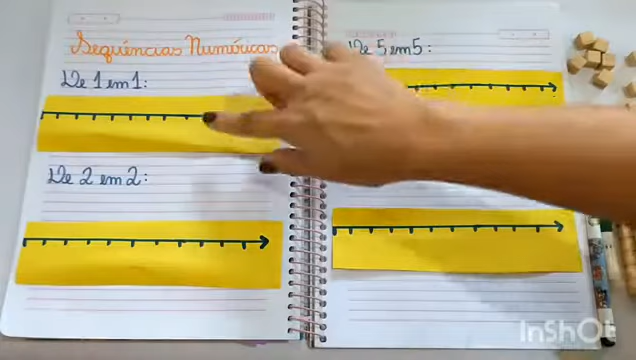 Sequências Numéricas
De 1 em 1:
De 2 em 2:
De 5 em 5:
InShOt